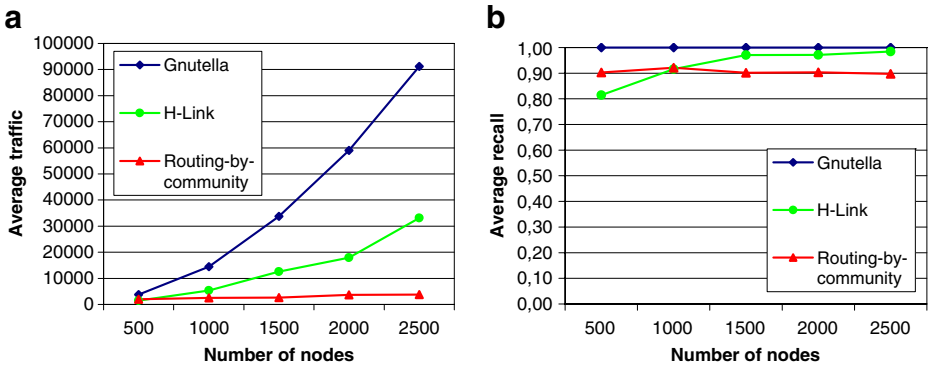 a
100000
90000
80000
70000
60000
50000
40000
30000
20000
10000
0
Average traffic
Gnutella
H-Link
Routing-by-
community
500 1000 1500 2000 2500
Number of nodes
b
1,00
0,90
0,80
0,70
0,60
0,50
0,40
0,30
0,20
0,10
0,00
Average recall
Gnutella
H-Link
Routing-by-
community
500 1000 1500 2000 2500
Number of nodes